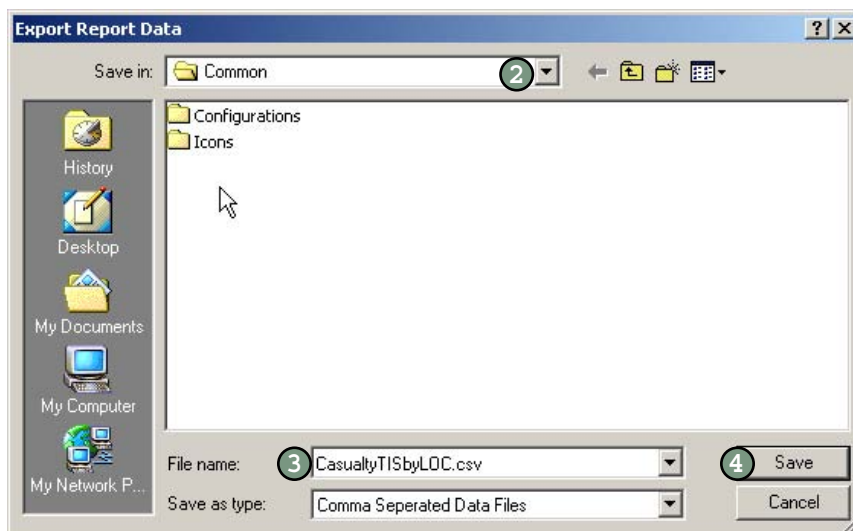 Export Report Data
Save in: Common 2
Configurations
Icons
History
Desktop
My Documents
My Computer
My Network P...
File name: 3 CasualtyTISbyLOC.csv 4 Save
Save as type: Comma Seperated Data Files Cancel